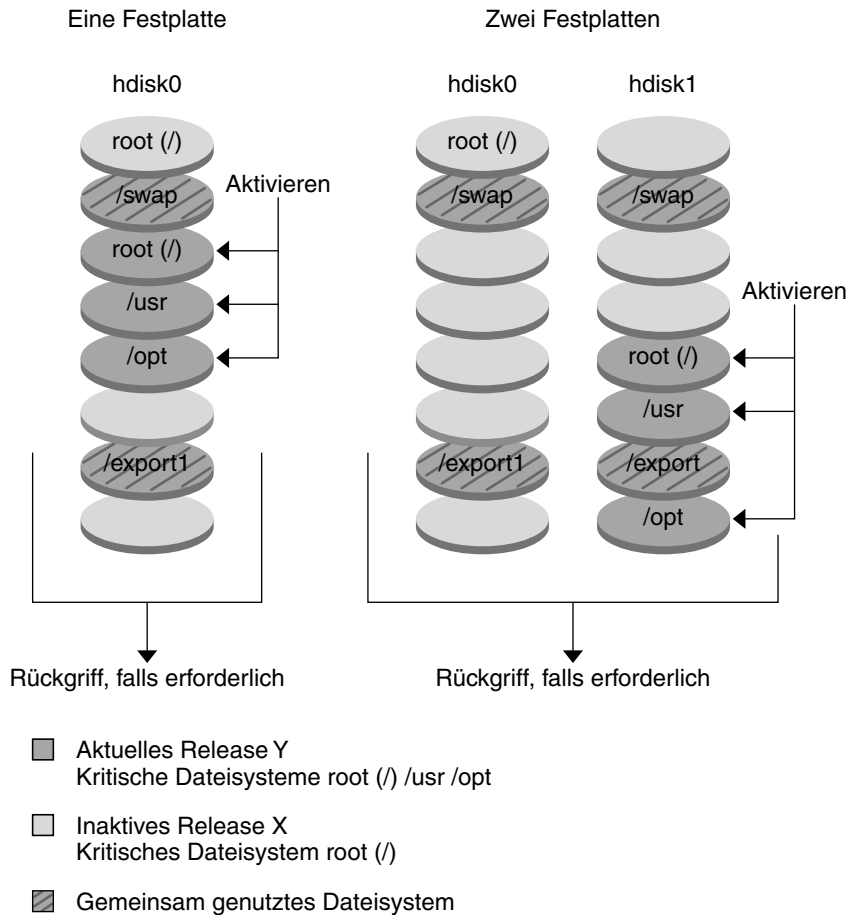 Eine Festplatte
hdisk0
root (/)
/swap
Aktivieren
root (/)
/usr
/opt
/export1
Rückgriff, falls erforderlich
Zwei Festplatten
hdisk0
hdisk1
root (/)
/swap
/swap
Aktivieren
root (/)
/usr
/export1
/export
/opt
Rückgriff, falls erforderlich
Aktuelles Release Y
Kritische Dateisysteme root (/) /usr /opt
Inaktives Release X
Kritisches Dateisystem root (/)
Gemeinsam genutztes Dateisystem